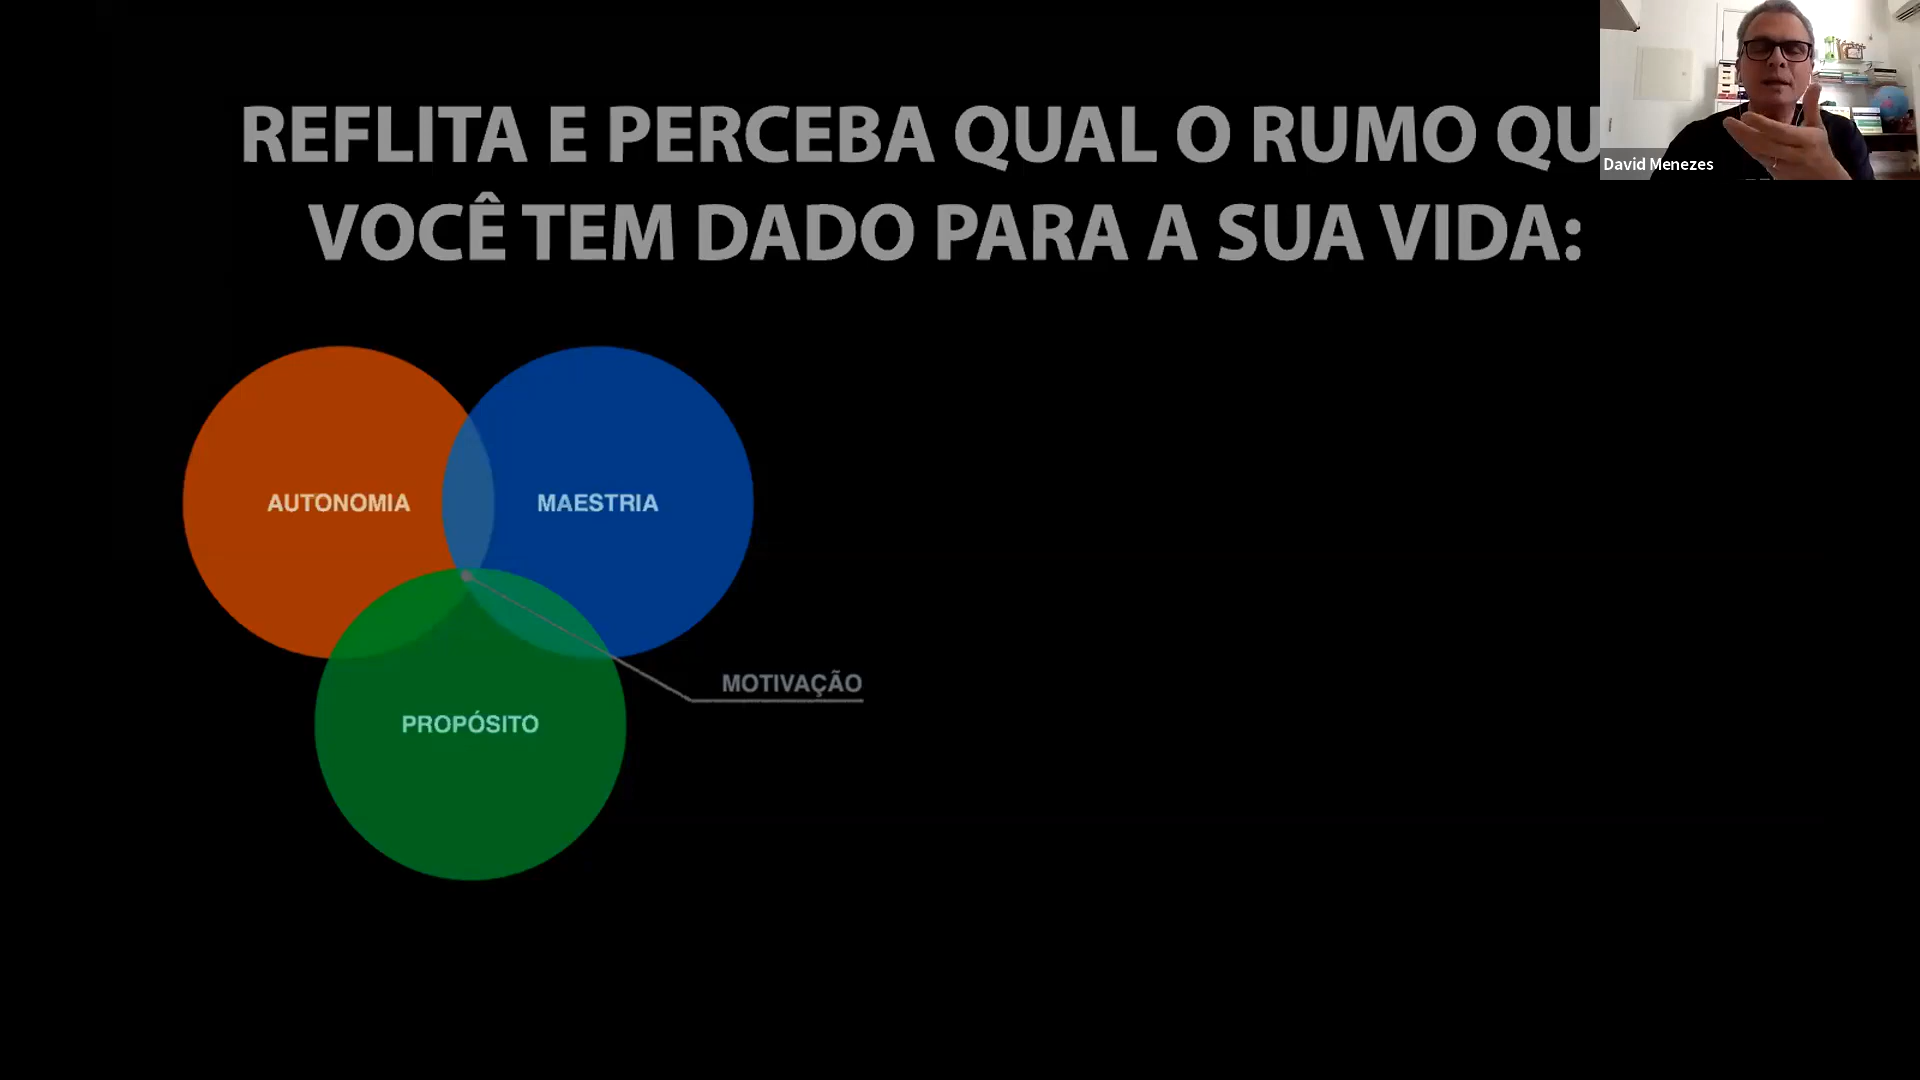 REFLITA E PERCEBA QUAL O RUMO QU
VOCÊ TEM DADO PARA A SUA VIDA:
David Menezes
AUTONOMIA
MAESTRIA
MOTIVAÇÃO
PROPÓSITO